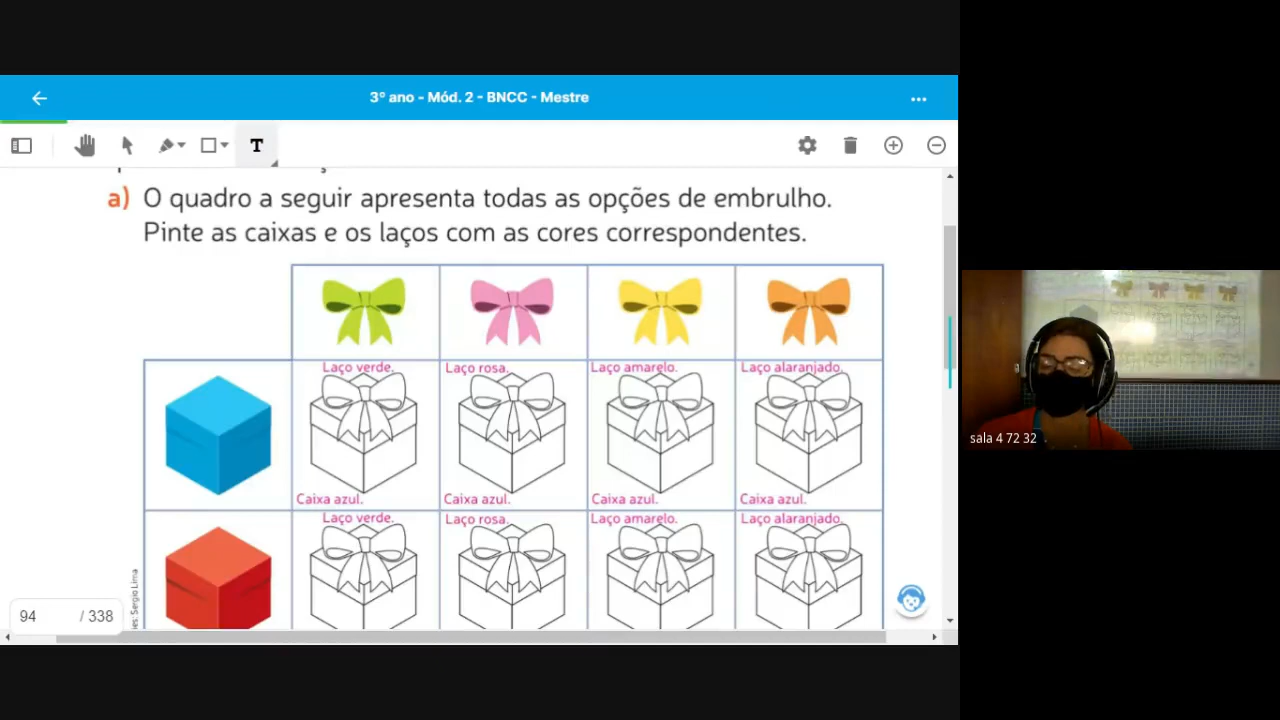 3º ano - Mód. 2 - BNCC - Mestre
T
a) O quadro a seguir apresenta todas as opções de embrulho.
Pinte as caixas e os laços com as cores correspondentes.
Laço verde. Laço rosa. Laço amarelo. Laço alaranjado.
Caixa azul. Caixa azul. Caixa azul. Caixa azul.
Laço verde. Laço rosa. Laço amarelo. Laço alaranjado.
Sergio Lima
94 / 338
sala 4 72 32